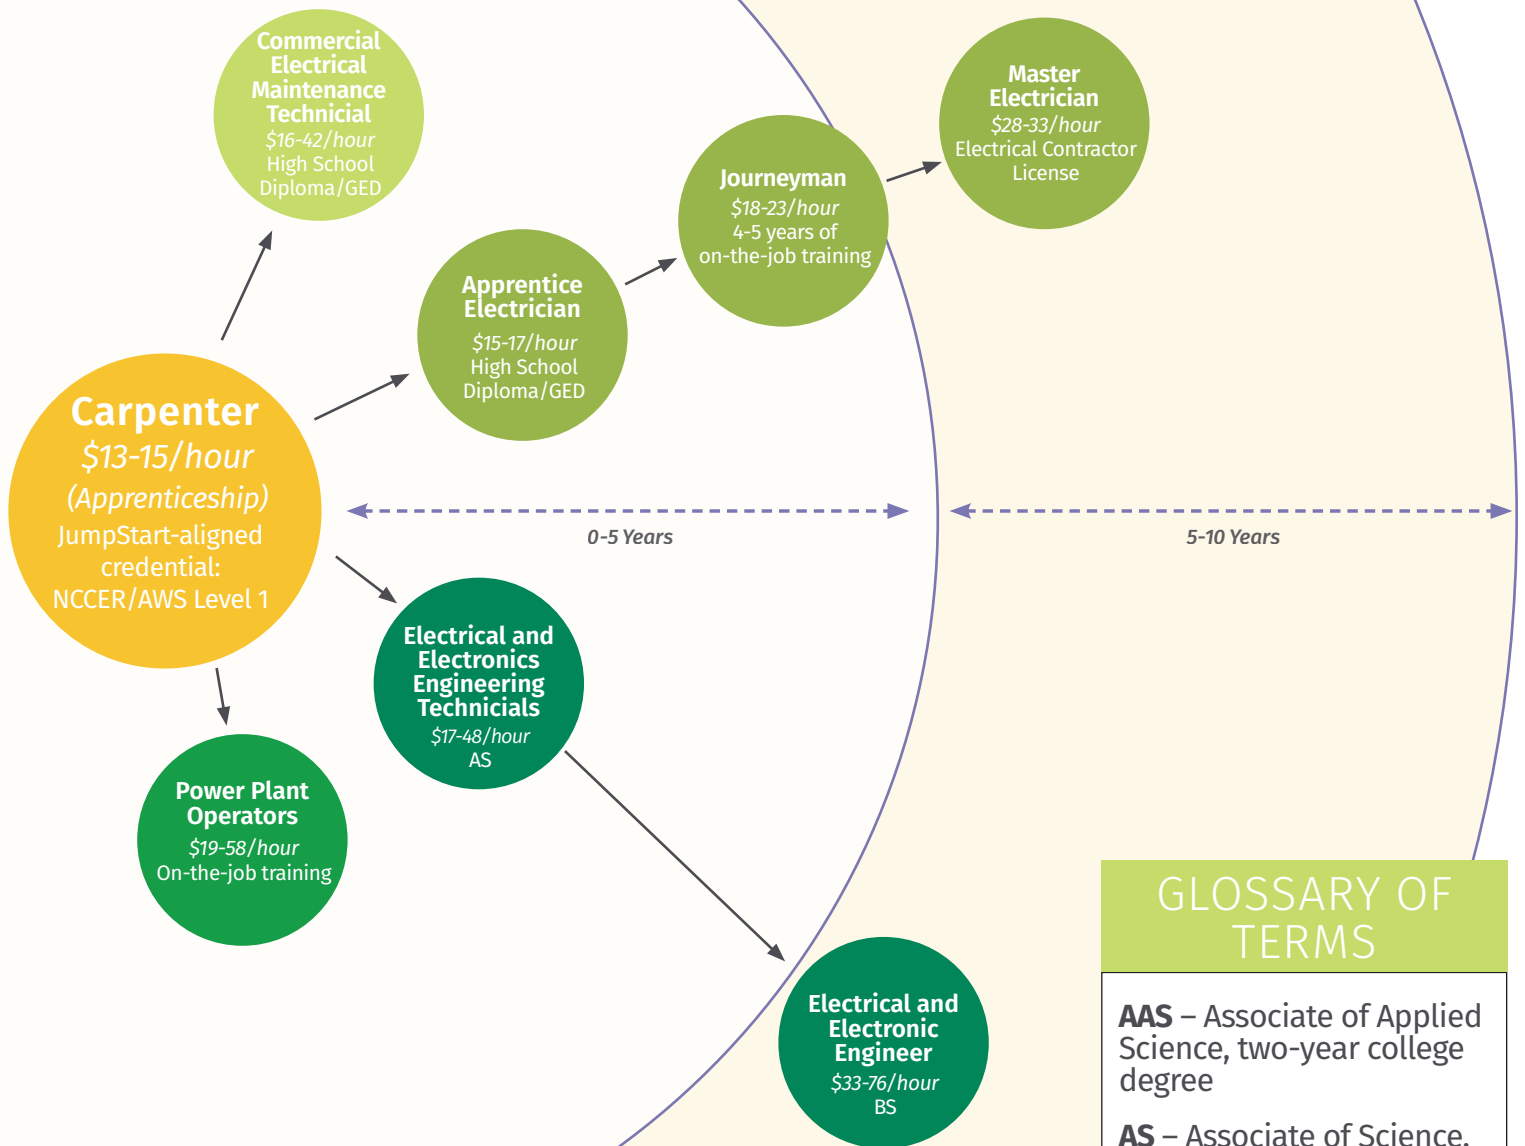 Commercial
Electrical
Maintenance
Technicial
$16-42/hour
High School
Diploma/GED
Master
Electrician
$28-33/hour
Electrical Contractor
License
Journeyman
$18-23/hour
4-5 years of
on-the-job training
Apprentice
Electrician
$15-17/hour
High School
Diploma/GED
Carpenter
$13-15/hour
(Apprenticeship)
JumpStart-aligned
credential:
NCCER/AWS Level 1
0-5 Years
5-10 Years
Electrical and
Electronics
Engineering
Technicials
$17-48/hour
AS
Power Plant
Operators
$19-58/hour
On-the-job training
Electrical and
Electronic
Engineer
$33-76/hour
BS
GLOSSARY OF
TERMS
AAS – Associate of Applied
Science, two-year college
degree
AS – Associate of Science,